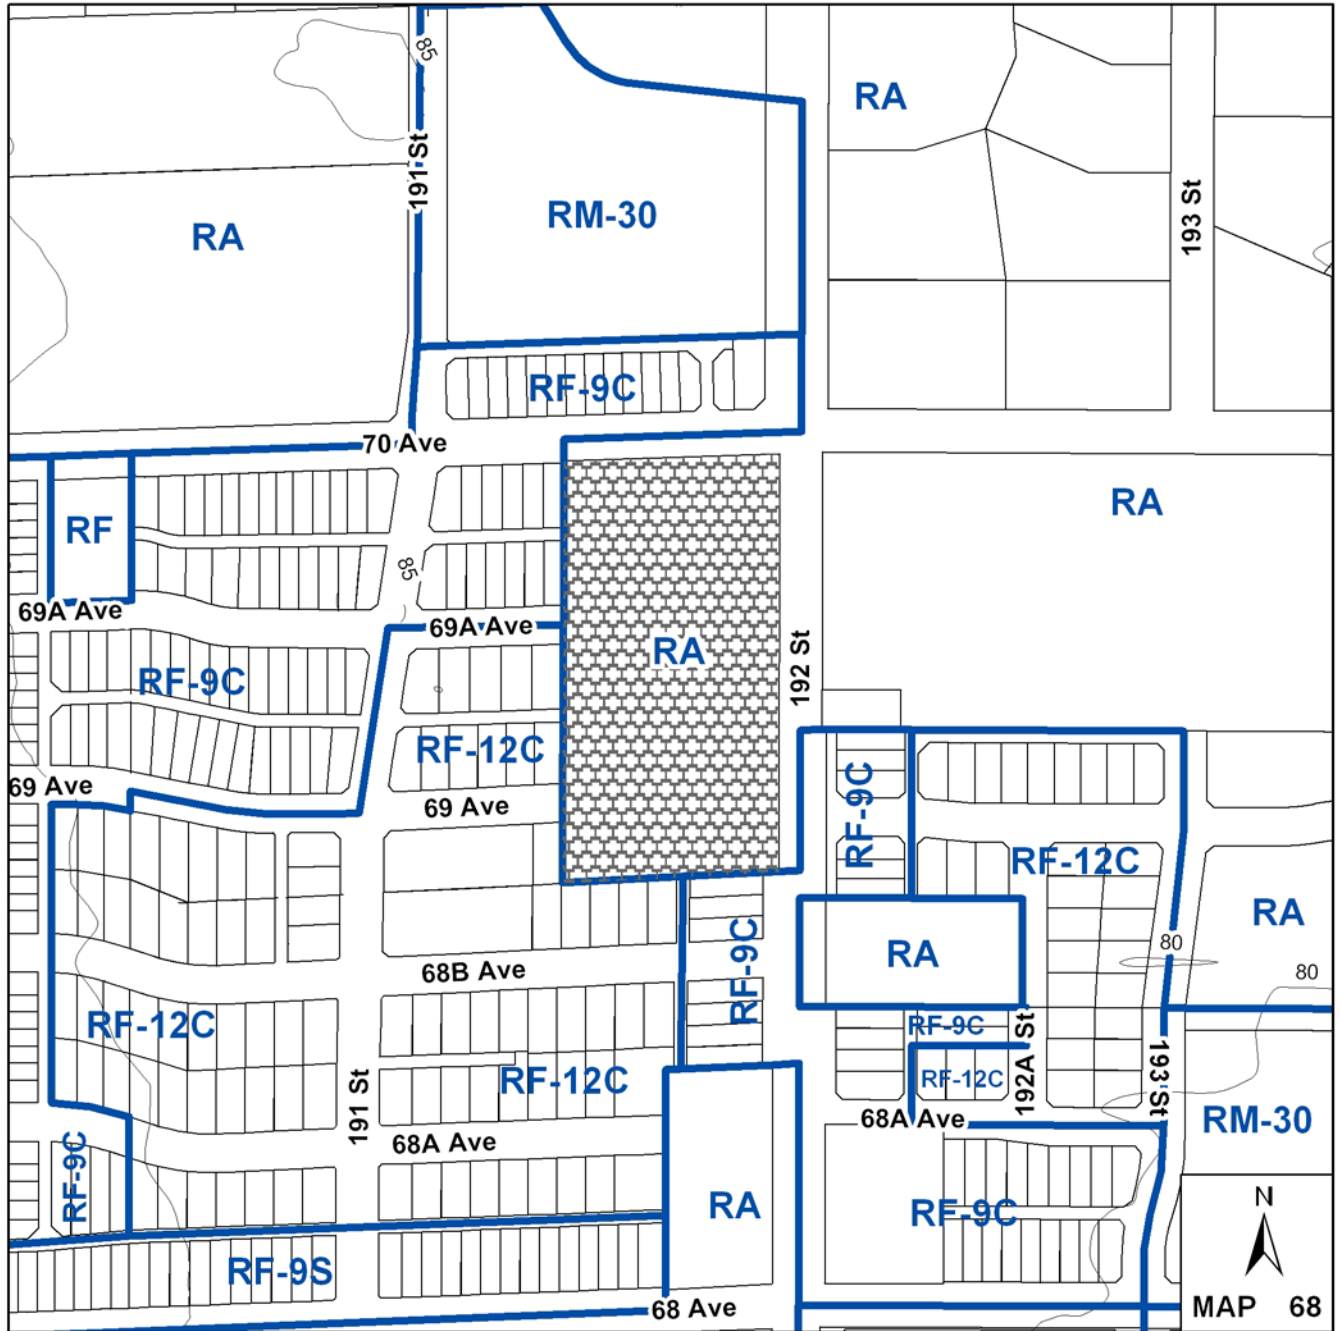 85
RA
191 St
RA
RM-30
193 St
RF-9C
70 Ave
RA
RF
85
69A Ave
69A Ave
RA
192 St
RF-9C
RF-12C
69 Ave
69 Ave
RF-9C
RF-12C
RA
RF-9C
RA
80
80
68B Ave
RF-12C
RF-9C
192A St
193 St
RF-12C
RF-12C
191 St
68A Ave
RM-30
68A Ave
RF-9C
RA
RF-9C
N
RF-9S
68 Ave
MAP 68